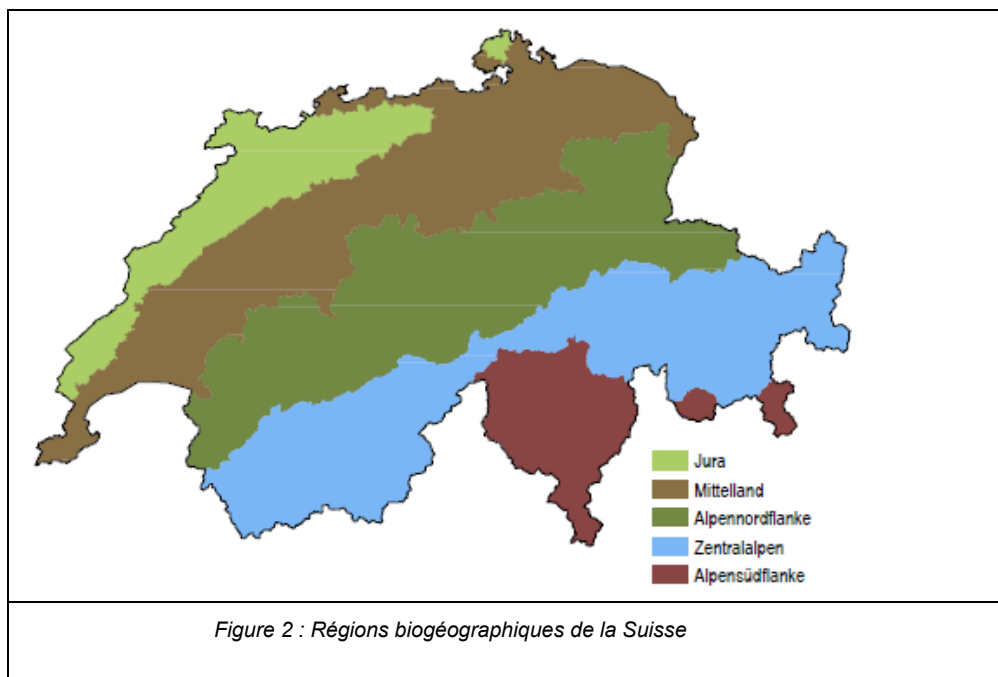 Jura
Mittelland
Alpennordflanke
Zentralalpen
Alpensüdflanke
Figure 2 : Régions biogéographiques de la Suisse